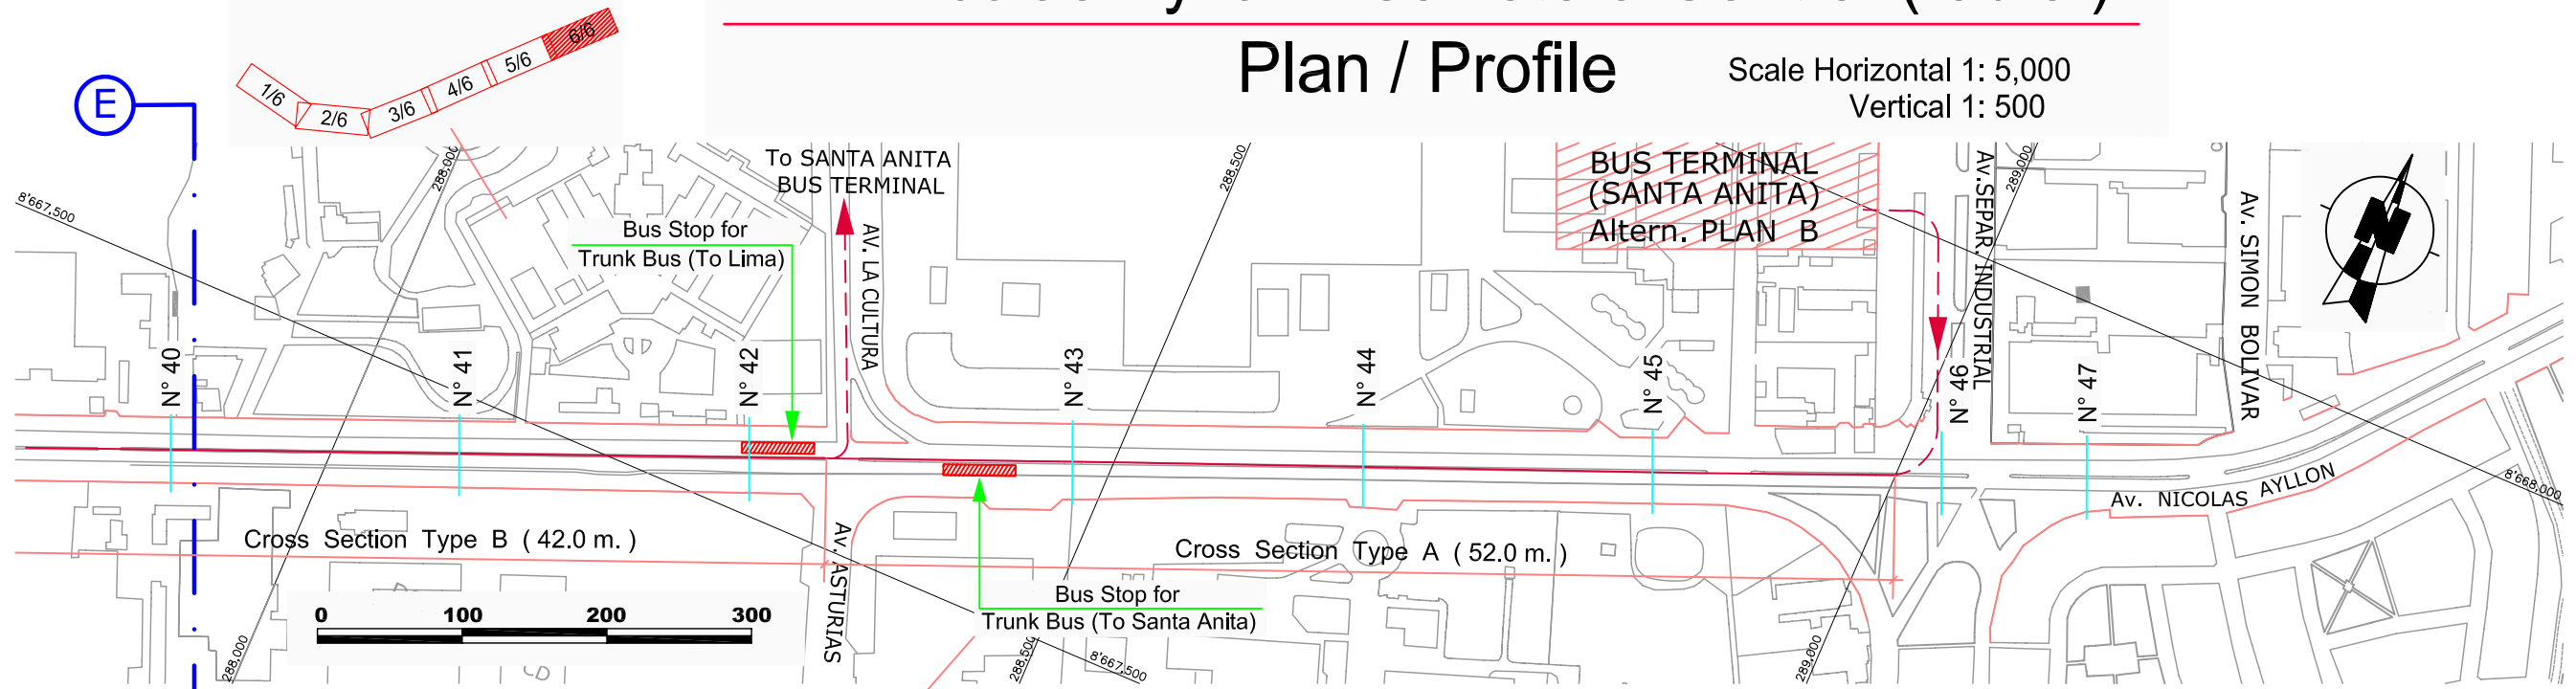 Plan / Profile
Scale Horizontal 1: 5,000
Vertical 1: 500
1/6
2/6
3/6
4/6
5/6
6/6
E
To SANTA ANITA
BUS TERMINAL
BUS TERMINAL
(SANTA ANITA)
Altern. PLAN B
8'667,500
288,000
288,500
289,000
Bus Stop for
Trunk Bus (To Lima)
AV. LA CULTURA
Av.SEPAR. INDUSTRIAL
Av. SIMON BOLIVAR
N
N° 40
N° 41
N° 42
N° 43
N° 44
N° 45
N° 46
N° 47
Av. NICOLAS AYLLON
8'668,000
Cross Section Type B ( 42.0 m. )
Av. ASTURIAS
Cross Section Type A ( 52.0 m. )
Bus Stop for
Trunk Bus (To Santa Anita)
0 100 200 300
288,000
288,500
8'667,500
289,000